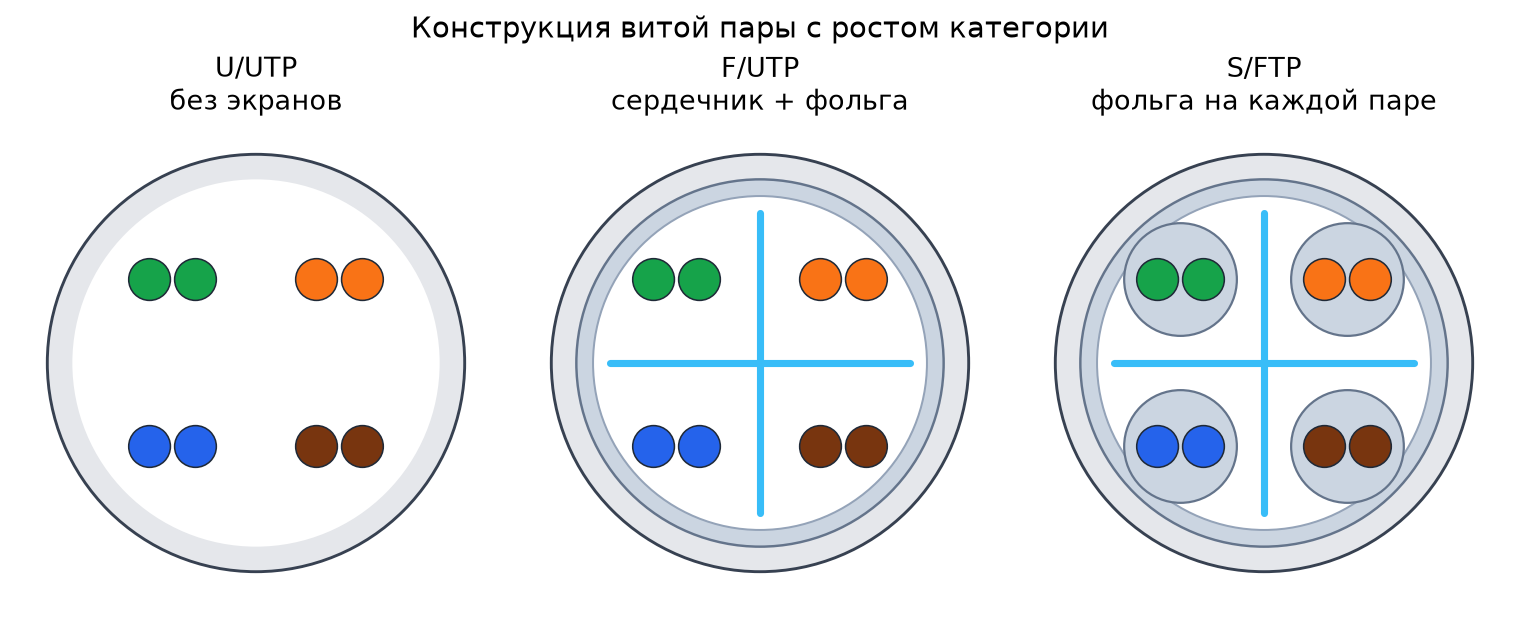 Конструкция витой пары с ростом категории
U/UTP
без экранов
F/UTP
сердечник + фольга
S/FTP
фольга на каждой паре